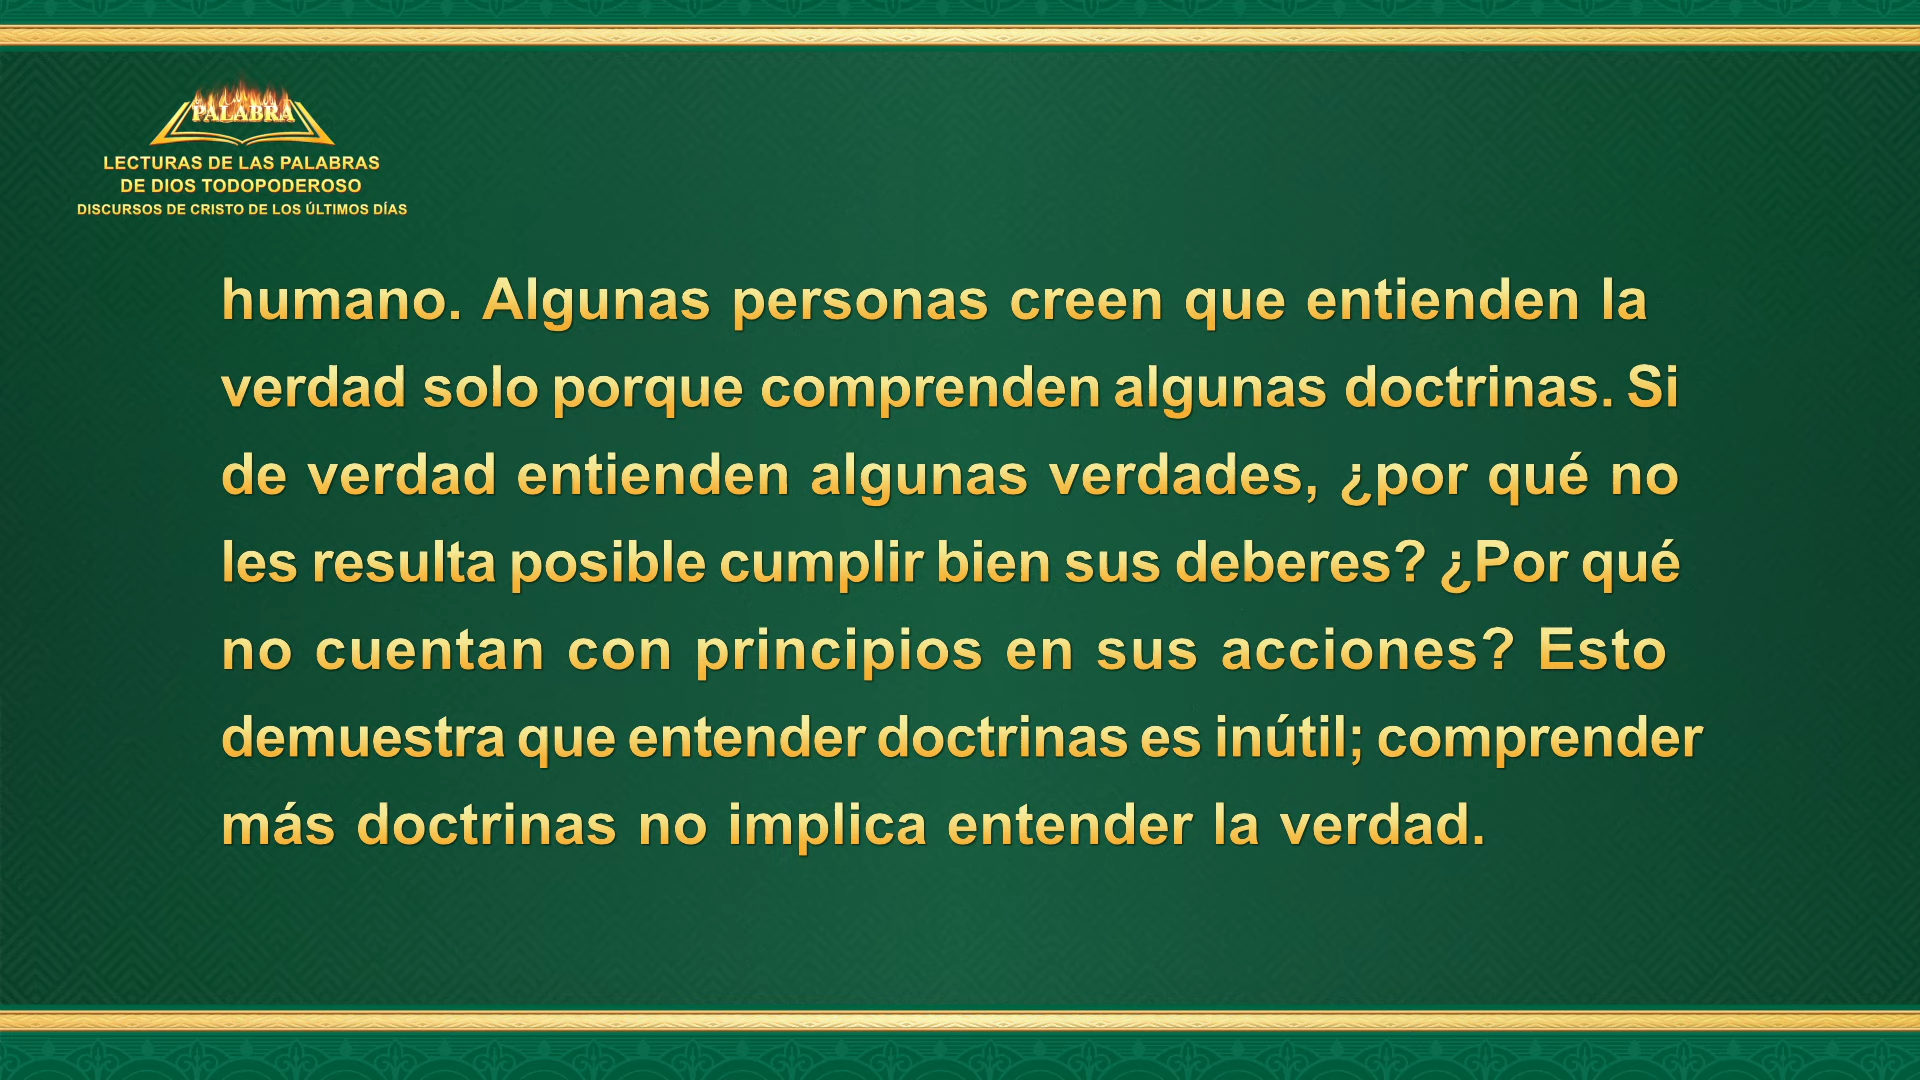 PALABRA
LECTURAS DE LAS PALABRAS
DE DIOS TODOPODEROSO
DISCURSOS DE CRISTO DE LOS ÚLTIMOS DÍAS
humano. Algunas personas creen que entienden la
verdad solo porque comprenden algunas doctrinas. Si
de verdad entienden algunas verdades, ¿por qué no
les resulta posible cumplir bien sus deberes? ¿Por qué
no cuentan con principios en sus acciones? Esto
demuestra que entender doctrinas es inútil; comprender
más doctrinas no implica entender la verdad.